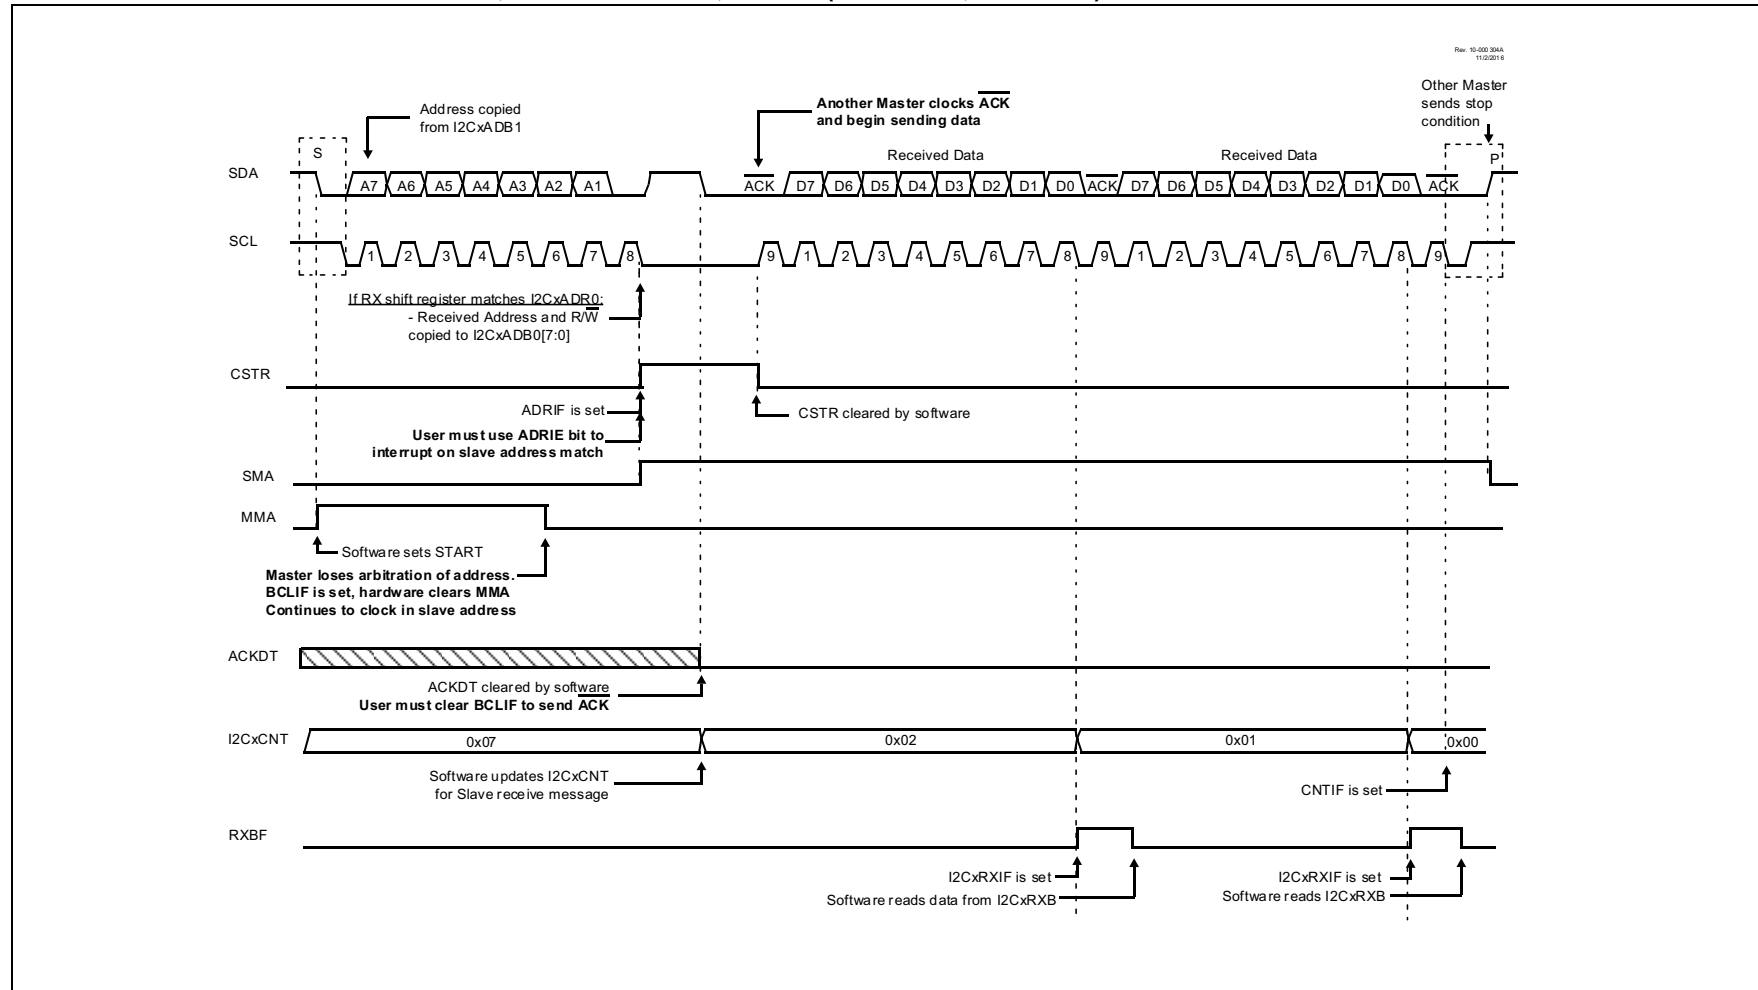 Rev. 10-000 304A
11/2/2016
Other Master
sends stop
condition
Address copied
from I2CxADB1
Another Master clocks ACK
and begin sending data
S
Received Data
Received Data
P
SDA
A7 A6 A5 A4 A3 A2 A1 ACK D7 D6 D5 D4 D3 D2 D1 D0 ACK D7 D6 D5 D4 D3 D2 D1 D0 ACK
SCL
1 2 3 4 5 6 7 8 9 1 2 3 4 5 6 7 8 9 1 2 3 4 5 6 7 8 9
If RX shift register matches I2CxADR0:
- Received Address and R/W
copied to I2CxADB0[7:0]
CSTR
ADRIF is set
CSTR cleared by software
User must use ADRIE bit to
interrupt on slave address match
SMA
MMA
Software sets START
Master loses arbitration of address.
BCLIF is set, hardware clears MMA
Continues to clock in slave address
ACKDT
ACKDT cleared by software
User must clear BCLIF to send ACK
I2CxCNT
0x07 0x02 0x01 0x00
Software updates I2CxCNT
for Slave receive message
CNTIF is set
RXBF
I2CxRXIF is set
Software reads data from I2CxRXB
I2CxRXIF is set
Software reads I2CxRXB